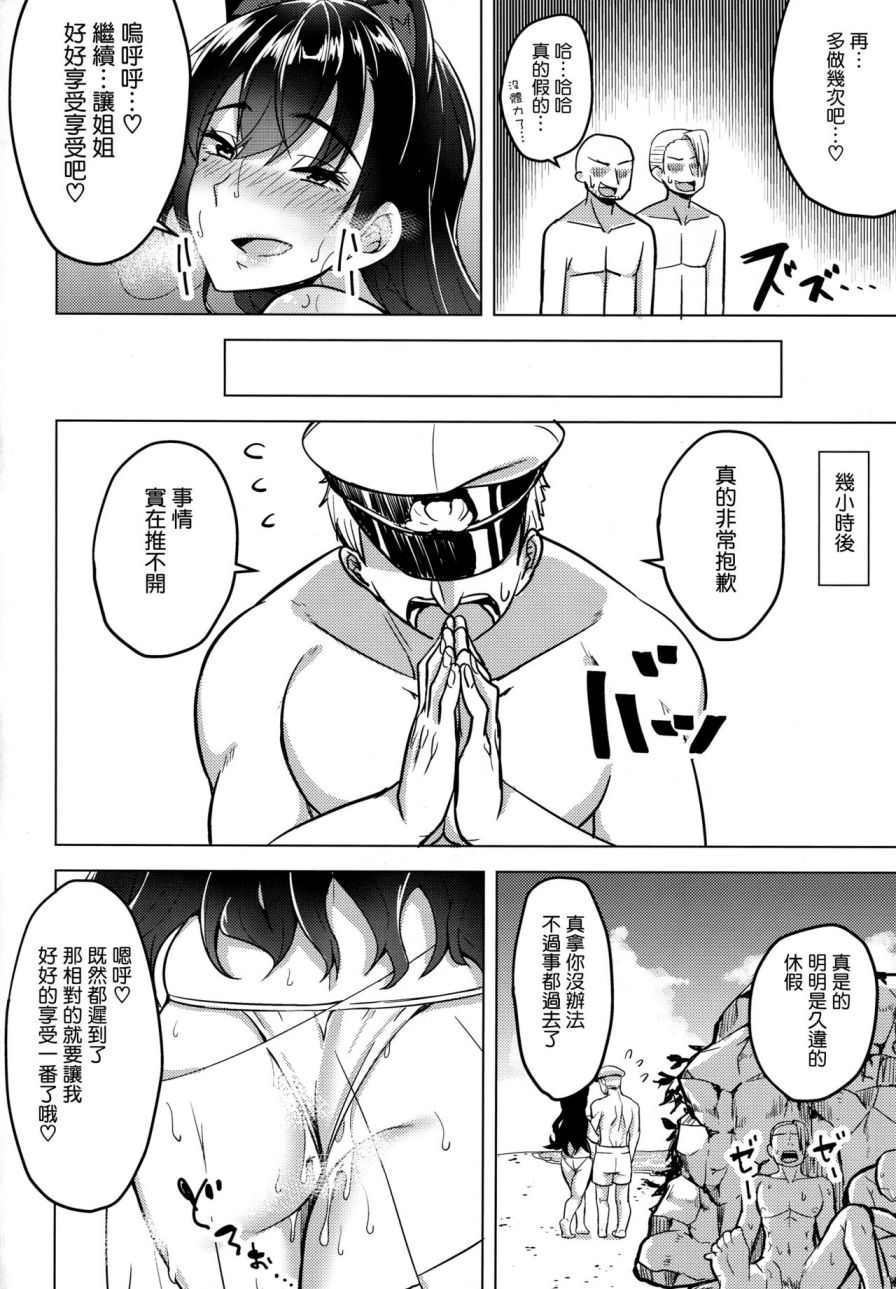 再…
多做幾次吧…♡
哈…哈哈
真的假的…
沒體力了…
ズズ…
嗚呼呼…♡
繼續…讓姐姐
好好享受享受吧♡
幾小時後
真的非常抱歉
バッ
事情
實在推不開
真是的
明明是久違的
休假
ゼー
ゼー
真拿你沒辦法
不過事都過去了
嗯呼♡
既然都遲到了
那相對的就要讓我
好好的享受一番了哦♡